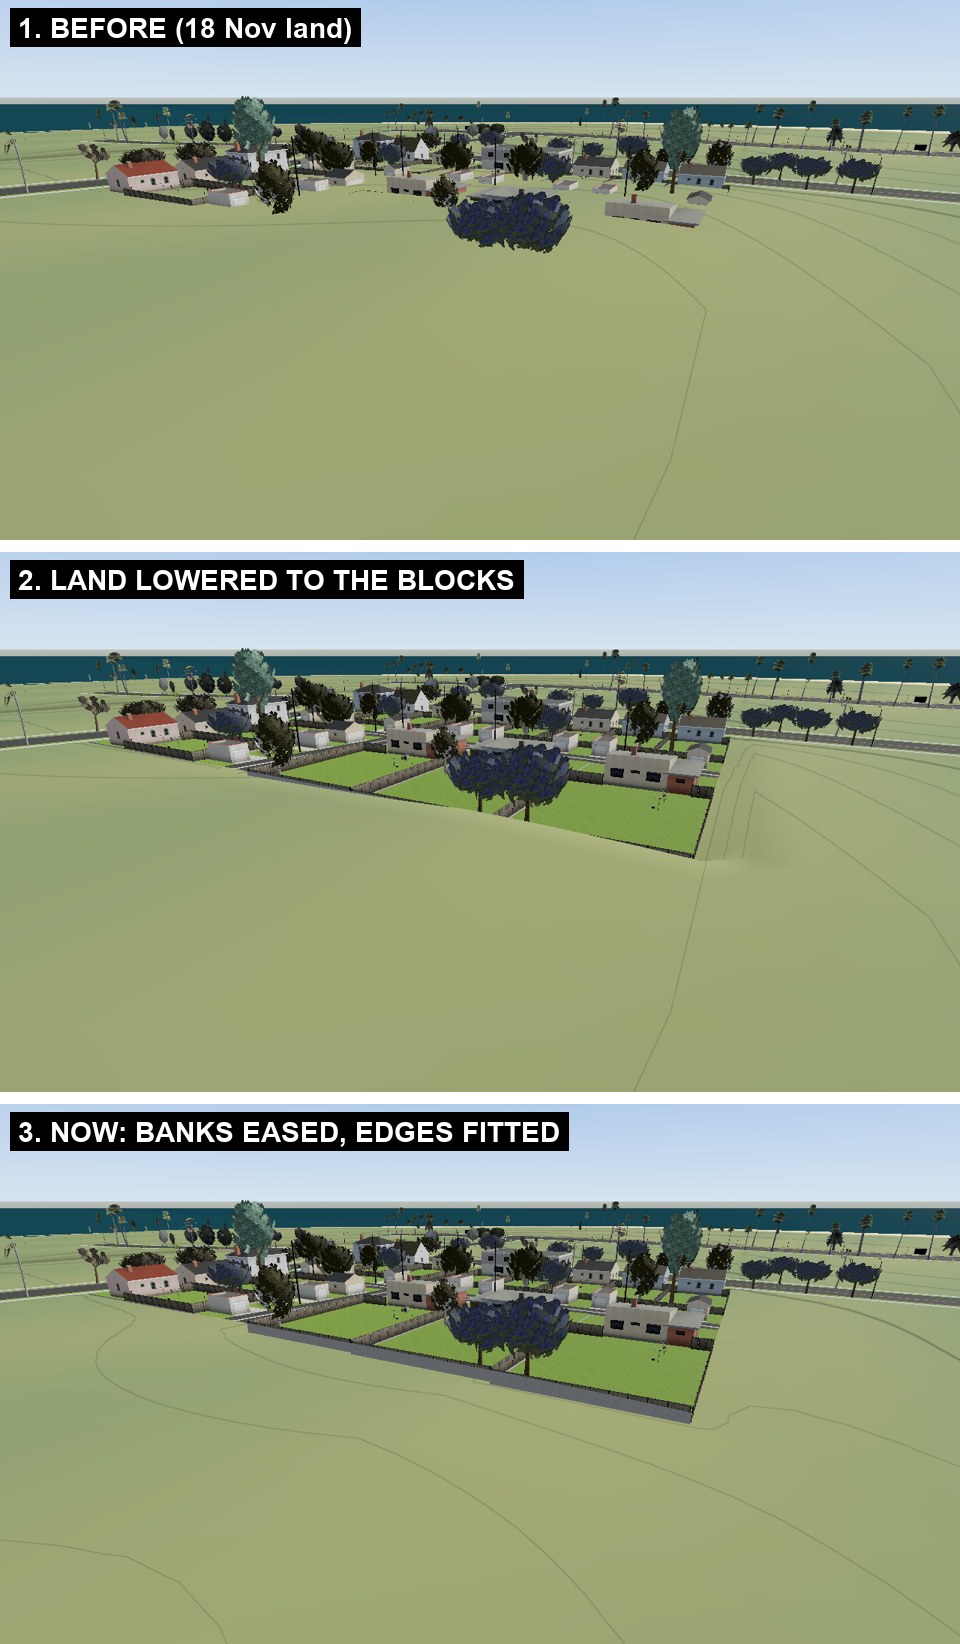 1. BEFORE (18 Nov land)
2. LAND LOWERED TO THE BLOCKS
3. NOW: BANKS EASED, EDGES FITTED